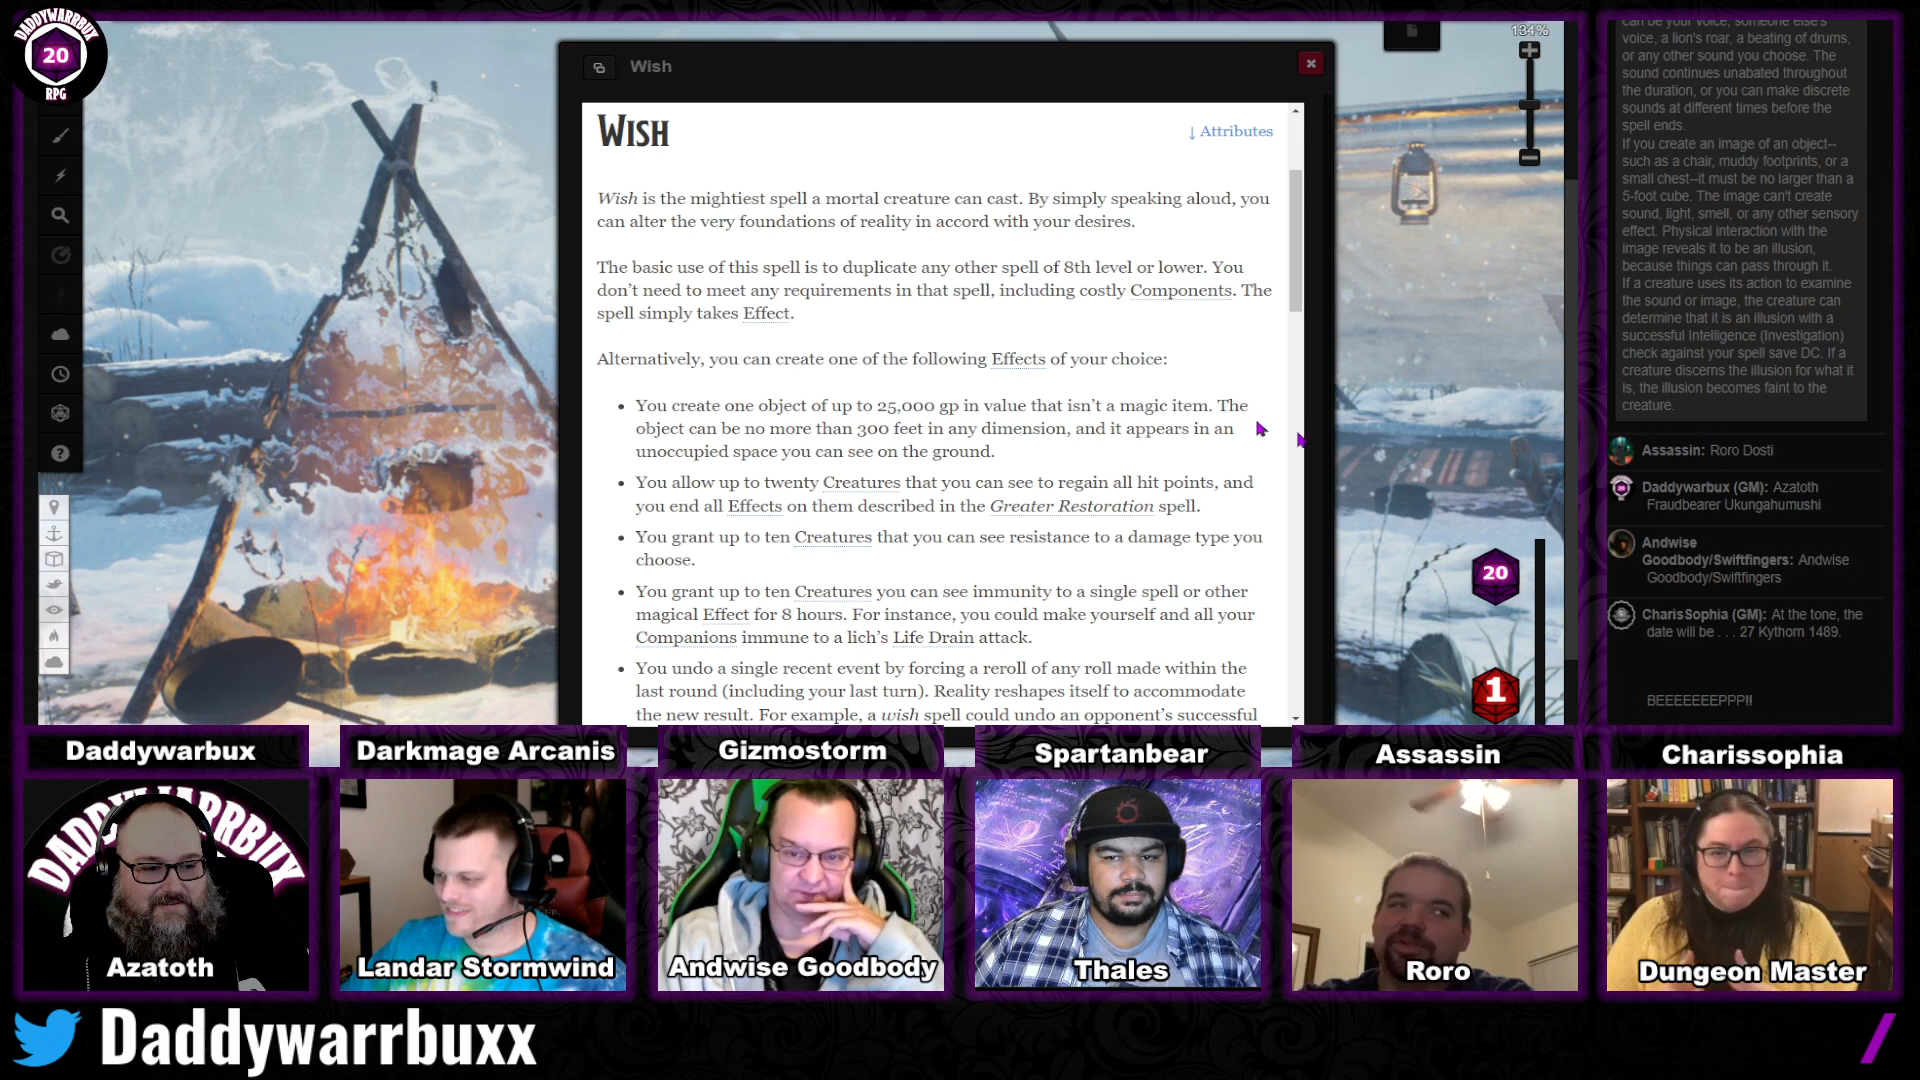 DADDYWARRBUX
20
RPG
Wish
134%
WISH
↓ Attributes
Wish is the mightiest spell a mortal creature can cast. By simply speaking aloud, you
can alter the very foundations of reality in accord with your desires.
The basic use of this spell is to duplicate any other spell of 8th level or lower. You
don't need to meet any requirements in that spell, including costly Components. The
spell simply takes Effect.
Alternatively, you can create one of the following Effects of your choice:
• You create one object of up to 25,000 gp in value that isn't a magic item. The
object can be no more than 300 feet in any dimension, and it appears in an
unoccupied space you can see on the ground.
• You allow up to twenty Creatures that you can see to regain all hit points, and
you end all Effects on them described in the Greater Restoration spell.
• You grant up to ten Creatures that you can see resistance to a damage type you
choose.
• You grant up to ten Creatures you can see immunity to a single spell or other
magical Effect for 8 hours. For instance, you could make yourself and all your
Companions immune to a lich's Life Drain attack.
• You undo a single recent event by forcing a reroll of any roll made within the
last round (including your last turn). Reality reshapes itself to accommodate
the new result. For example, a wish spell could undo an opponent's successful
20
1
can be your voice, someone else's
voice, a lion's roar, a beating of drums,
or any other sound you choose. The
sound continues unabated throughout
the duration, or you can make discrete
sounds at different times before the
spell ends.
If you create an image of an object--
such as a chair, muddy footprints, or a
small chest--it must be no larger than a
5-foot cube. The image can't create
sound, light, smell, or any other sensory
effect. Physical interaction with the
image reveals it to be an illusion,
because things can pass through it.
If a creature uses its action to examine
the sound or image, the creature can
determine that it is an illusion with a
successful Intelligence (Investigation)
check against your spell save DC. If a
creature discerns the illusion for what it
is, the illusion becomes faint to the
creature.
Assassin: Roro Dosti
Daddywarbux (GM): Azatoth
Fraudbearer Ukungahumushi
Andwise
Goodbody/Swiftfingers: Andwise
Goodbody/Swiftfingers
CharisSophia (GM): At the tone, the
date will be . . . 27 Kythorn 1489.
BEEEEEEEPPP!!
Daddywarbux
Darkmage Arcanis
Gizmostorm
Spartanbear
Assassin
Charissophia
DADDYWARRBUX
Azatoth
Landar Stormwind
Andwise Goodbody
Thales
Roro
Dungeon Master
Daddywarrbuxx